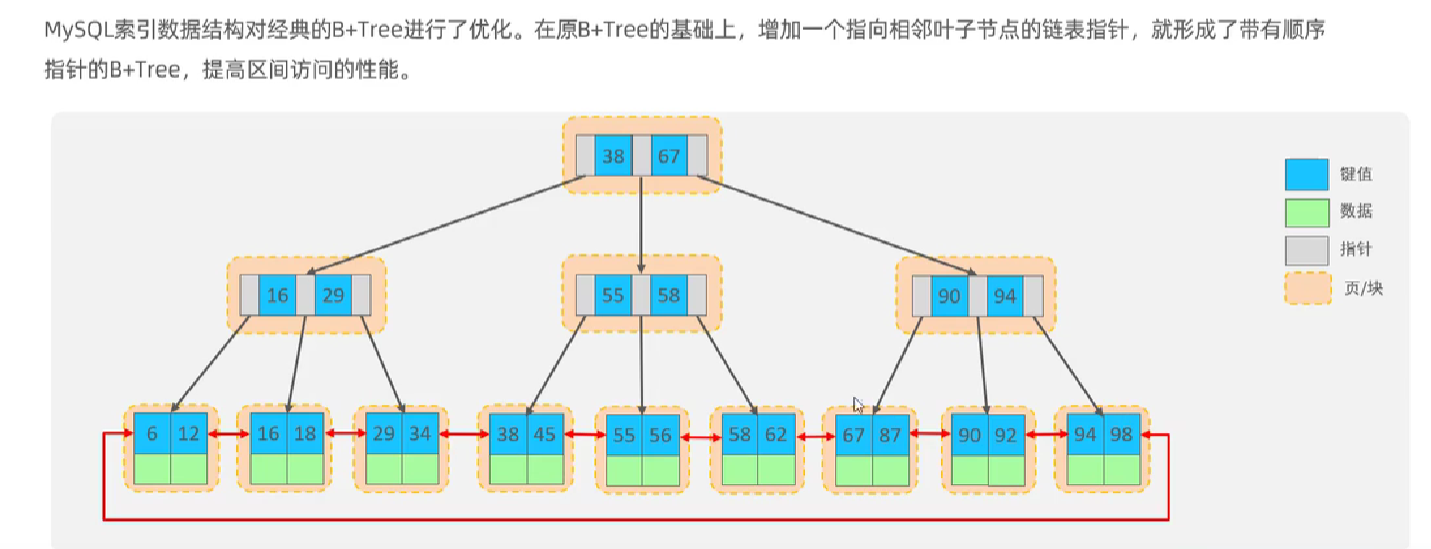 MySQL索引数据结构对经典的B+Tree进行了优化。在原B+Tree的基础上，增加一个指向相邻叶子节点的链表指针，就形成了带有顺序
指针的B+Tree，提高区间访问的性能。
38 67
键值
数据
指针
页/块
16 29 55 58 90 94
6 12 16 18 29 34 38 45 55 56 58 62 67 87 90 92 94 98